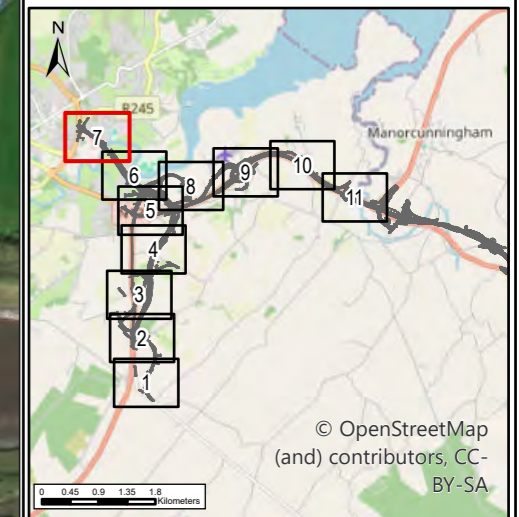 N
R245
7
Manorcunningham
6
8
9
10
11
5
4
3
2
1
© OpenStreetMap
(and) contributors, CC-
BY-SA
0 0.45 0.9 1.35 1.8
Kilometers